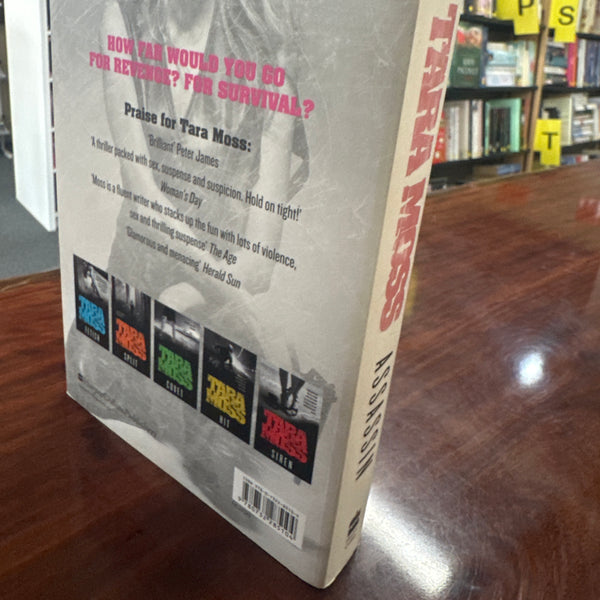 HOW FAR WOULD YOU GO
FOR REVENGE? FOR SURVIVAL?
Praise for Tara Moss:
'Brilliant' Peter James
'A thriller packed with sex, suspense and suspicion. Hold on tight!'
Woman's Day
'Moss is a fluent writer who stacks up the fun with lots of violence,
sex and thrilling suspense' The Age
'Glamorous and menacing' Herald Sun
TARA
MOSS
FETISH
TARA
MOSS
SPLIT
TARA
MOSS
COVET
TARA
MOSS
HIT
TARA
MOSS
SIREN
TARA MOSS
ASSASSIN
P
S
T